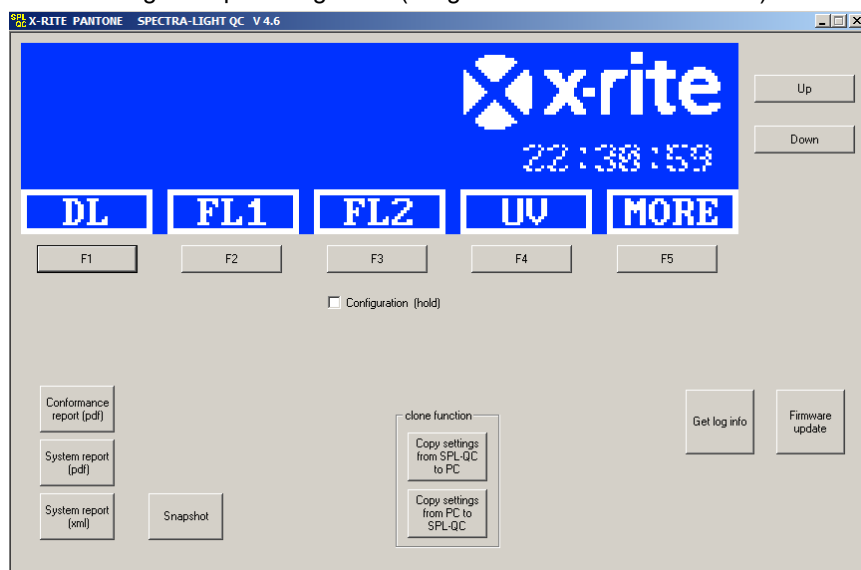 X-RITE PANTONE SPECTRA-LIGHT QC V 4.6
x-rite
22:30:59
DL FL1 FL2 UV MORE
F1 F2 F3 F4 F5
Up
Down
Configuration (hold)
Conformance
report (pdf)
System report
(pdf)
System report
(xml)
Snapshot
clone function
Copy settings
from SPL-QC
to PC
Copy settings
from PC to
SPL-QC
Get log info
Firmware
update